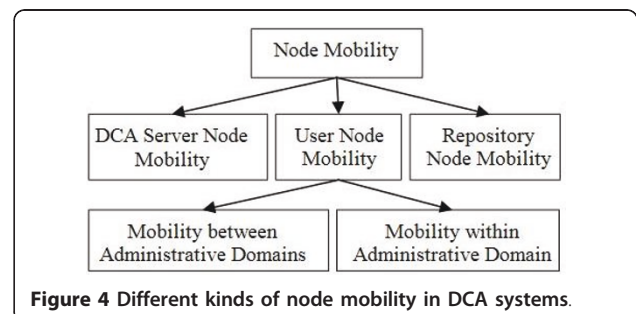 Node Mobility
DCA Server Node
Mobility
User Node
Mobility
Repository
Node Mobility
Mobility between
Administrative Domains
Mobility within
Administrative Domain
Figure 4 Different kinds of node mobility in DCA systems.